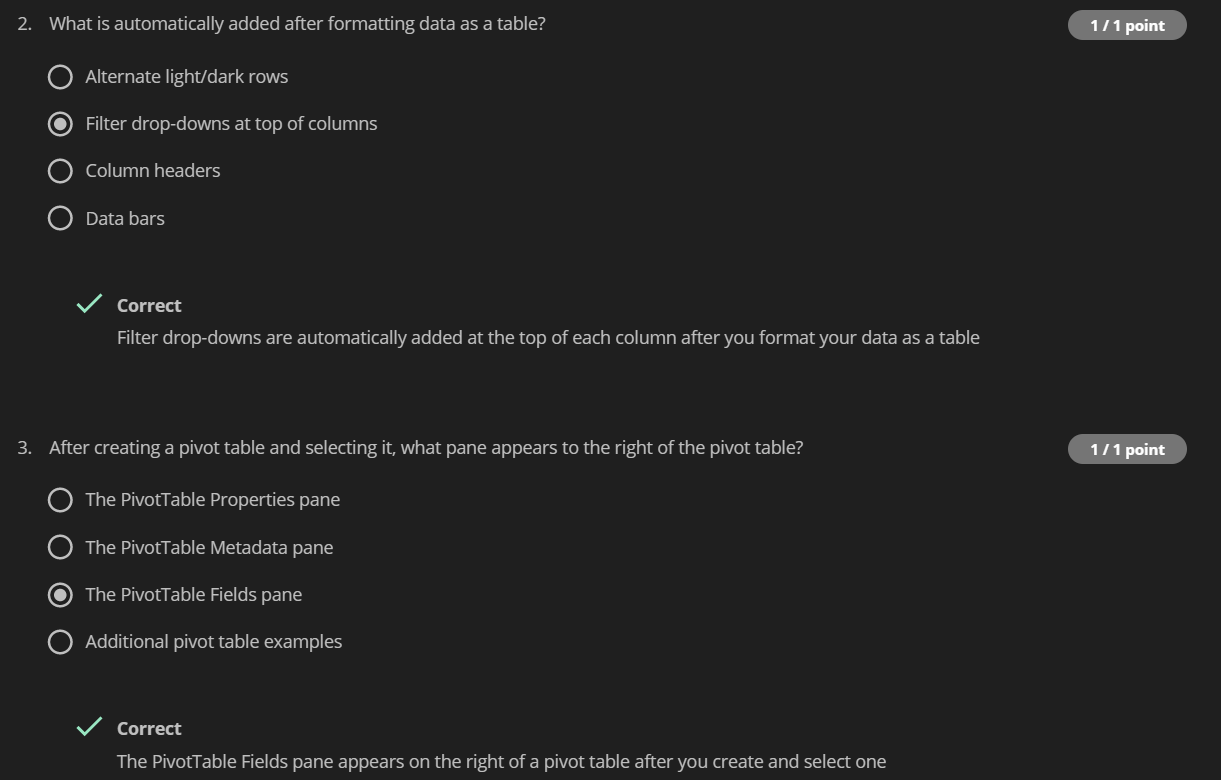 2. What is automatically added after formatting data as a table?
1 / 1 point
Alternate light/dark rows
Filter drop-downs at top of columns
Column headers
Data bars
Correct
Filter drop-downs are automatically added at the top of each column after you format your data as a table
3. After creating a pivot table and selecting it, what pane appears to the right of the pivot table?
1 / 1 point
The PivotTable Properties pane
The PivotTable Metadata pane
The PivotTable Fields pane
Additional pivot table examples
Correct
The PivotTable Fields pane appears on the right of a pivot table after you create and select one